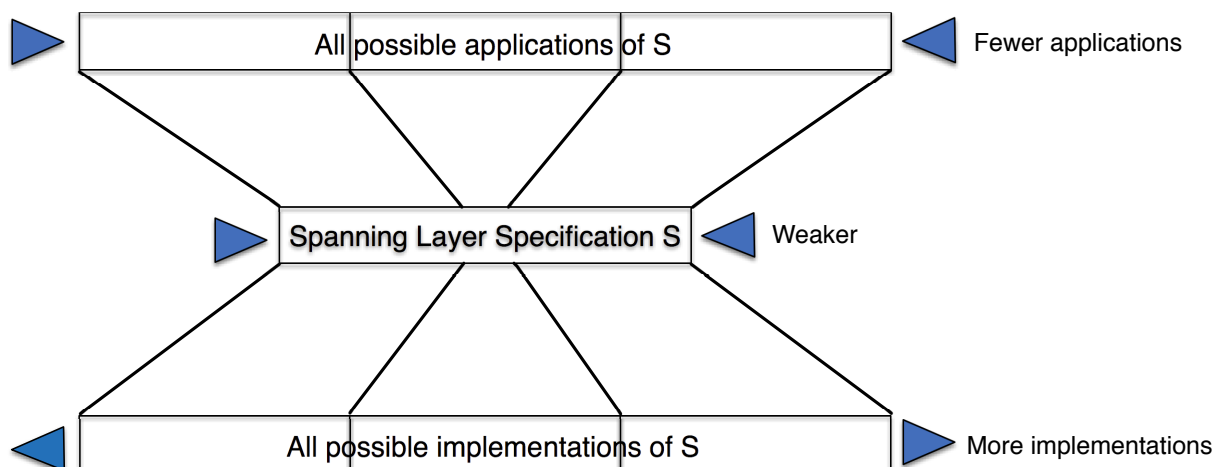 All possible applications of S
Fewer applications
Spanning Layer Specification S
Weaker
All possible implementations of S
More implementations